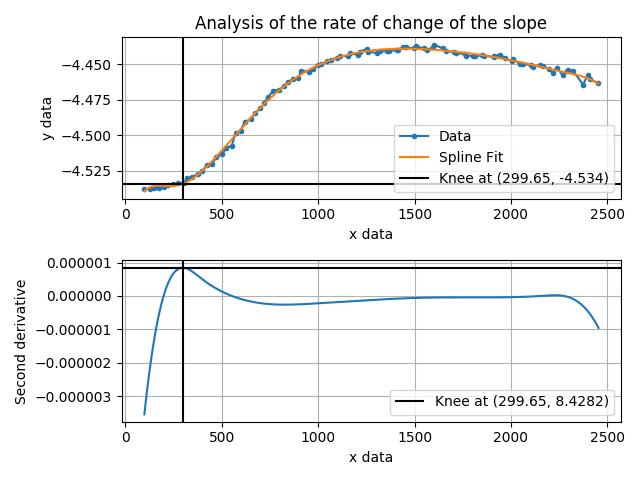 Analysis of the rate of change of the slope
y data
−4.450
−4.475
−4.500
−4.525
Data
Spline Fit
Knee at (299.65, -4.534)
0 500 1000 1500 2000 2500
x data
Second derivative
0.000001
0.000000
−0.000001
−0.000002
−0.000003
Knee at (299.65, 8.4282)
0 500 1000 1500 2000 2500
x data